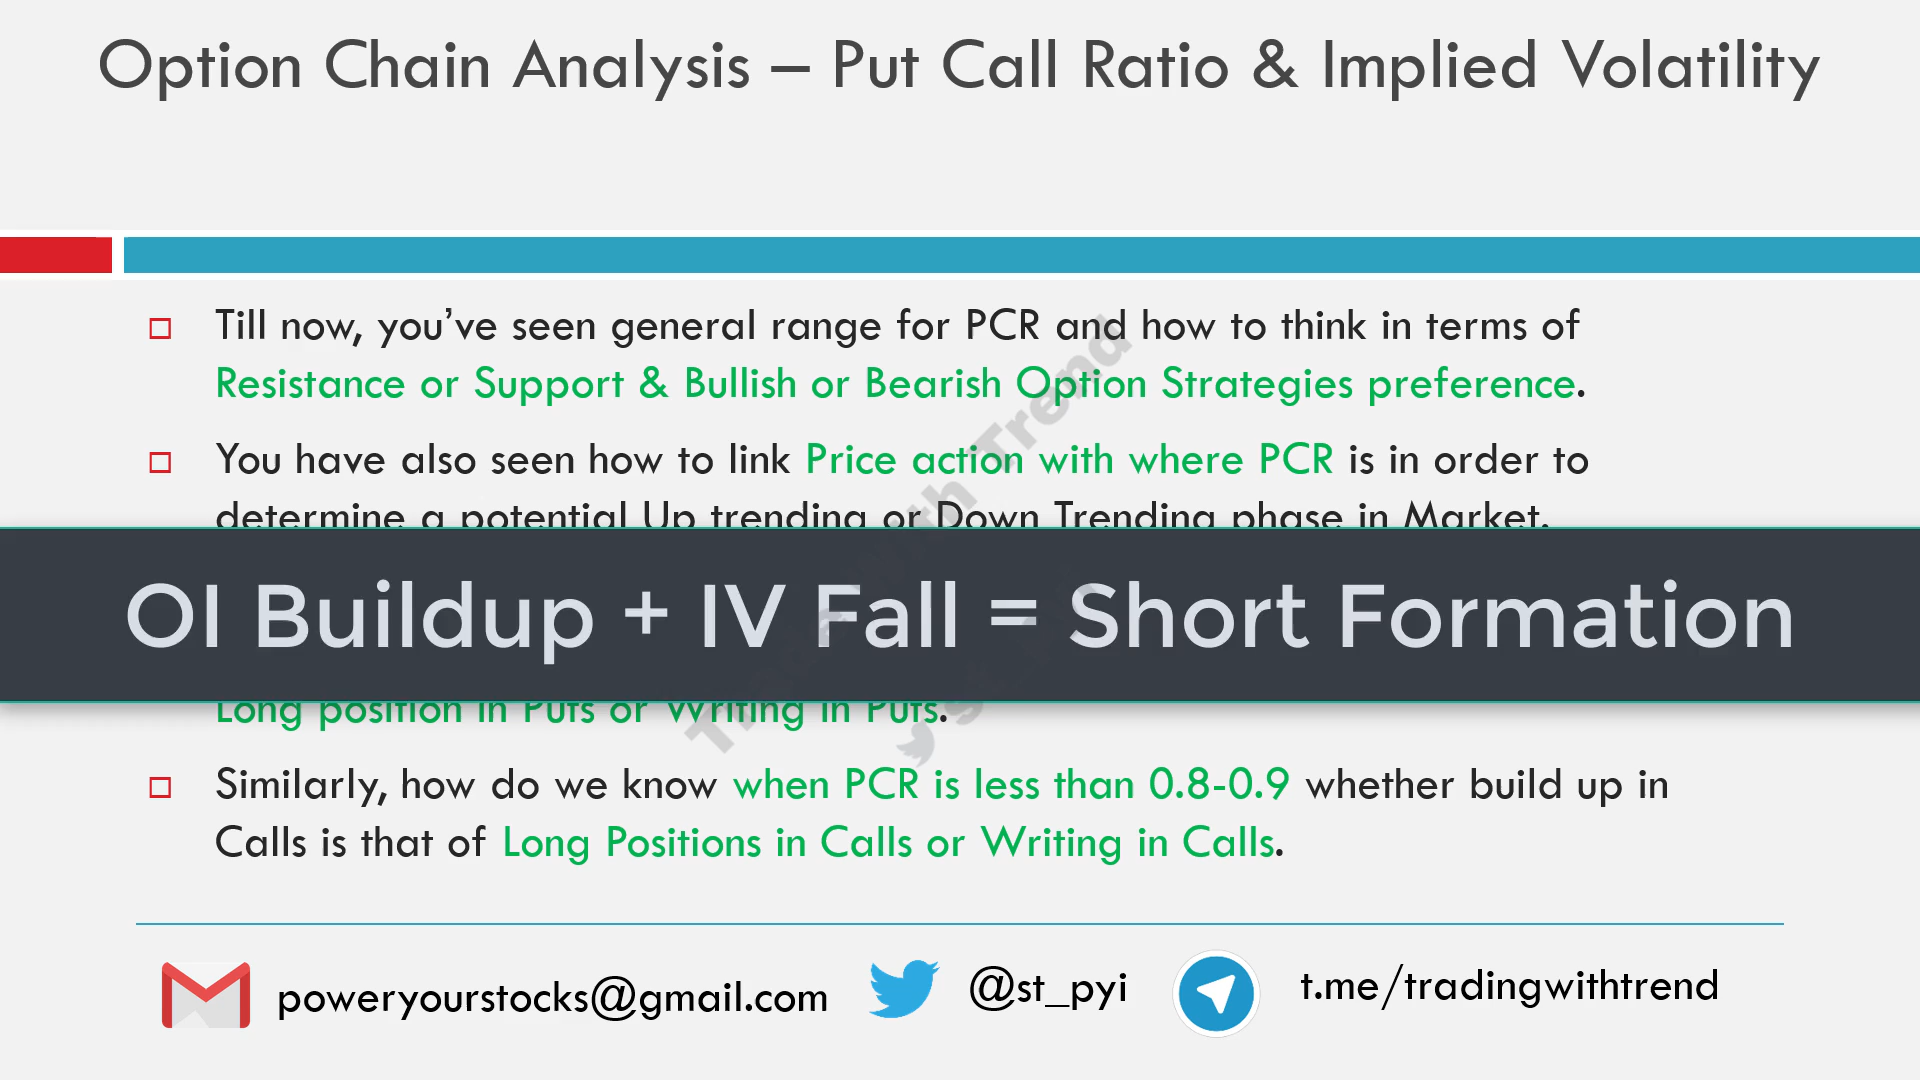 Option Chain Analysis – Put Call Ratio & Implied Volatility
Till now, you’ve seen general range for PCR and how to think in terms of
Resistance or Support & Bullish or Bearish Option Strategies preference.
You have also seen how to link Price action with where PCR is in order to
determine a potential Up trending or Down Trending phase in Market.
OI Buildup + IV Fall = Short Formation
Long position in Puts or Writing in Puts.
Similarly, how do we know when PCR is less than 0.8-0.9 whether build up in
Calls is that of Long Positions in Calls or Writing in Calls.
Trade with Trend
st_pyi
poweryourstocks@gmail.com
@st_pyi
t.me/tradingwithtrend